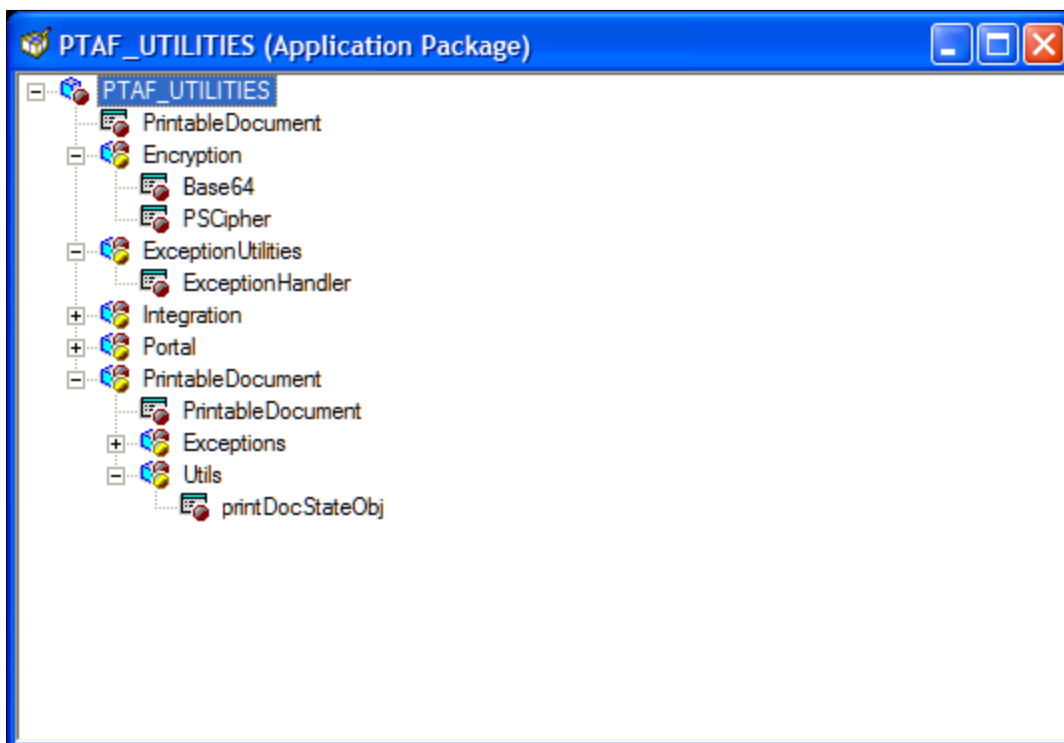 PTAF_UTILITIES (Application Package)
PTAF_UTILITIES
PrintableDocument
Encryption
Base64
PSCipher
ExceptionUtilities
ExceptionHandler
Integration
Portal
PrintableDocument
PrintableDocument
Exceptions
Utils
printDocStateObj